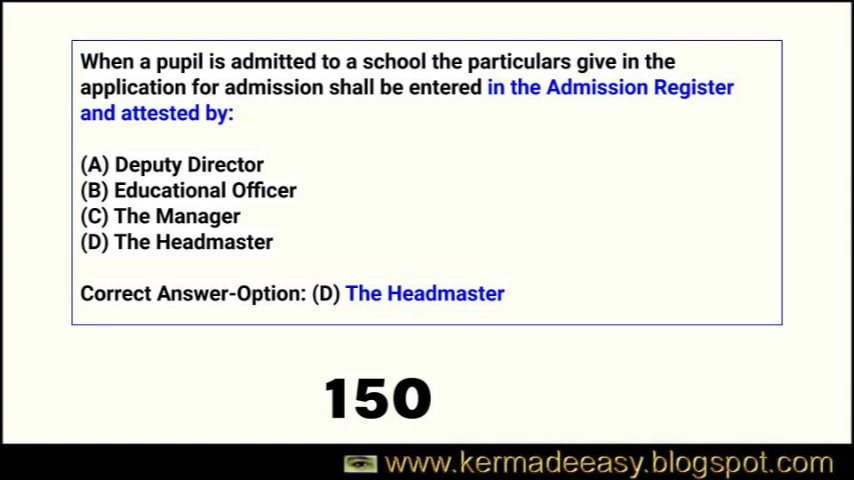 When a pupil is admitted to a school the particulars give in the
application for admission shall be entered in the Admission Register
and attested by:
(A) Deputy Director
(B) Educational Officer
(C) The Manager
(D) The Headmaster
Correct Answer-Option: (D) The Headmaster
150
www.kermadeeasy.blogspot.com